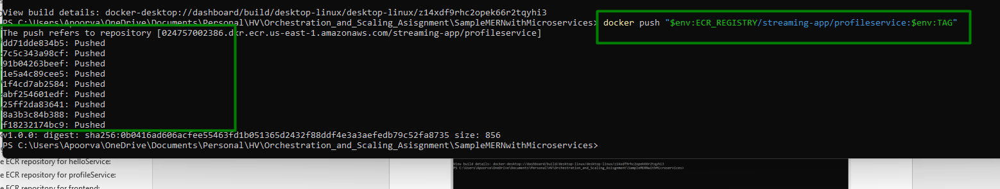 View build details: docker-desktop://dashboard/build/desktop-linux/desktop-linux/z14xdf9rhc2opek66r2tqyhi3
PS C:\Users\Apoorva\OneDrive\Documents\Personal\HV\Orchestration_and_Scaling_Asisgnment\SampleMERNwithMicroservices> docker push "$env:ECR_REGISTRY/streaming-app/profileservice:$env:TAG"
The push refers to repository [024757002386.dkr.ecr.us-east-1.amazonaws.com/streaming-app/profileservice]
dd71dde834b5: Pushed
7c5c343a98cf: Pushed
91b04263beef: Pushed
1e5a4c89cee5: Pushed
1f4cd7ab2584: Pushed
abf254601edf: Pushed
25ff2da83641: Pushed
8a3b3c84b388: Pushed
f18232174bc9: Pushed
v1.0.0: digest: sha256:0b0416ad606acfee55463fd1b051365d2432f88ddf4e3a3aefedb79c52fa8735 size: 856
PS C:\Users\Apoorva\OneDrive\Documents\Personal\HV\Orchestration_and_Scaling_Asisgnment\SampleMERNwithMicroservices>
e ECR repository for helloService:
e ECR repository for profileService:
e ECR repository for frontend:
View build details: docker-desktop://dashboard/build/desktop-linux/desktop-linux/z14xdf9rhc2opek66r2tqyhi3
PS C:\Users\Apoorva\OneDrive\Documents\Personal\HV\Orchestration_and_Scaling_Asisgnment\SampleMERNwithMicroservices>